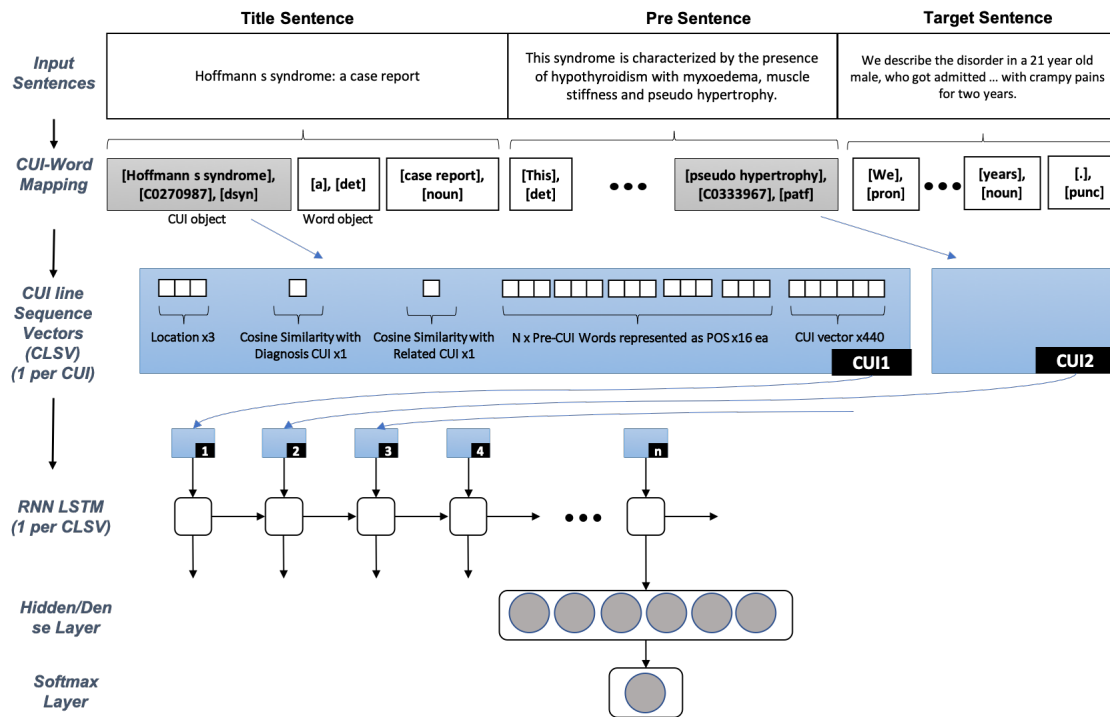 Title Sentence
Pre Sentence
Target Sentence
Input
Sentences
Hoffmann s syndrome: a case report
This syndrome is characterized by the presence
of hypothyroidism with myxoedema, muscle
stiffness and pseudo hypertrophy.
We describe the disorder in a 21 year old
male, who got admitted ... with crampy pains
for two years.
CUI-Word
Mapping
[Hoffmann s syndrome],
[C0270987], [dsyn]
CUI object
[a], [det]
Word object
[case report],
[noun]
[This],
[det]
[pseudo hypertrophy],
[C0333967], [patf]
[We],
[pron]
[years],
[noun]
[.],
[punc]
CUI line
Sequence
Vectors
(CLSV)
(1 per CUI)
Location x3
Cosine Similarity with
Diagnosis CUI x1
Cosine Similarity with
Related CUI x1
N x Pre-CUI Words represented as POS x16 ea
CUI vector x440
CUI1
CUI2
1
2
3
4
n
RNN LSTM
(1 per CLSV)
Hidden/Den
se Layer
Softmax
Layer